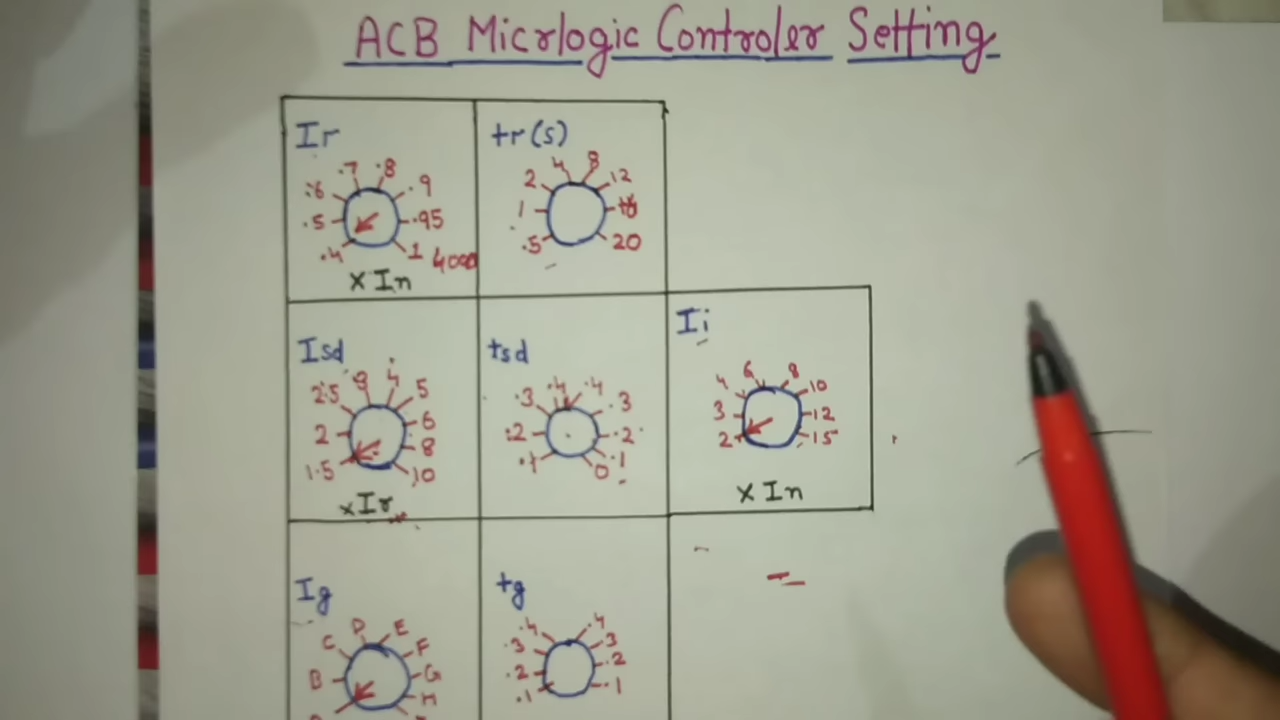 ACB Micrlogic Controler Setting
Ir
.4 .5 .6 .7 .8 .9 .95 1 4000
x In
tr(s)
.5 1 2 4 8 12 20
Isd
1.5 2 2.5 3 4 5 6 8 10
x Ir
tsd
.1 .2 .3 .4 .4 .3 .2 .1 0
Ii
2 3 4 6 8 10 12 15
x In
Ig
B C D E F G H
tg
.1 .2 .3 .4 .4 3 .2 .1